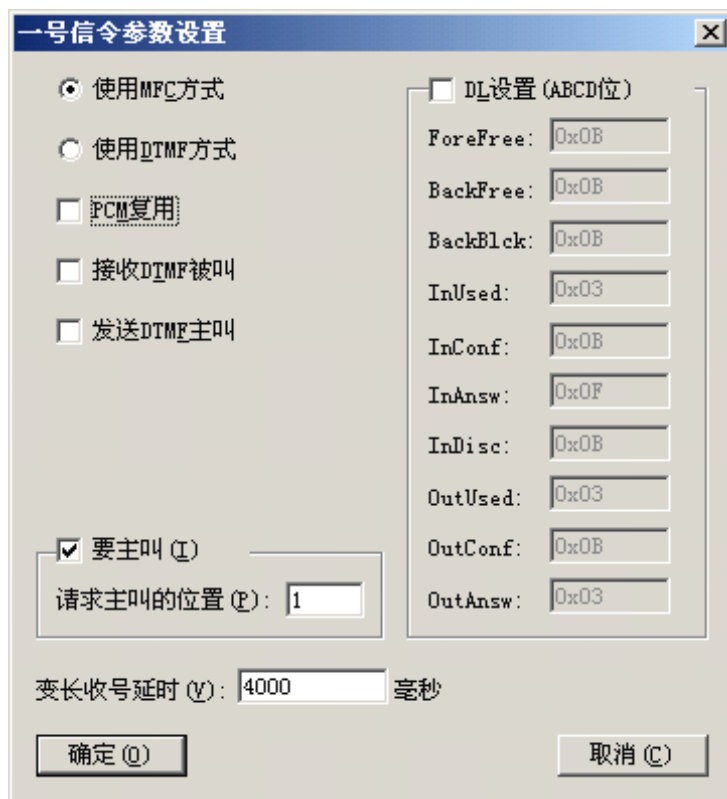 一号信令参数设置
使用MFC方式
使用DTMF方式
PCM复用
接收DTMF被叫
发送DTMF主叫
要主叫(I)
请求主叫的位置(P): 1
DL设置(ABCD位)
ForeFree: 0x0B
BackFree: 0x0B
BackBlck: 0x0B
InUsed: 0x03
InConf: 0x0B
InAnsw: 0x0F
InDisc: 0x0B
OutUsed: 0x03
OutConf: 0x0B
OutAnsw: 0x03
变长收号延时(V): 4000 毫秒
确定(O)
取消(C)